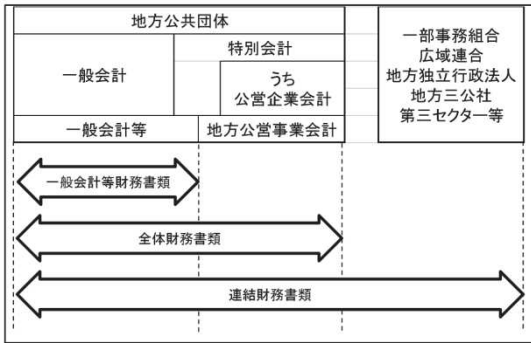 地方公共団体
一般会計
特別会計
うち
公営企業会計
一般会計等
地方公営事業会計
一部事務組合
広域連合
地方独立行政法人
地方三公社
第三セクター等
一般会計等財務書類
全体財務書類
連結財務書類